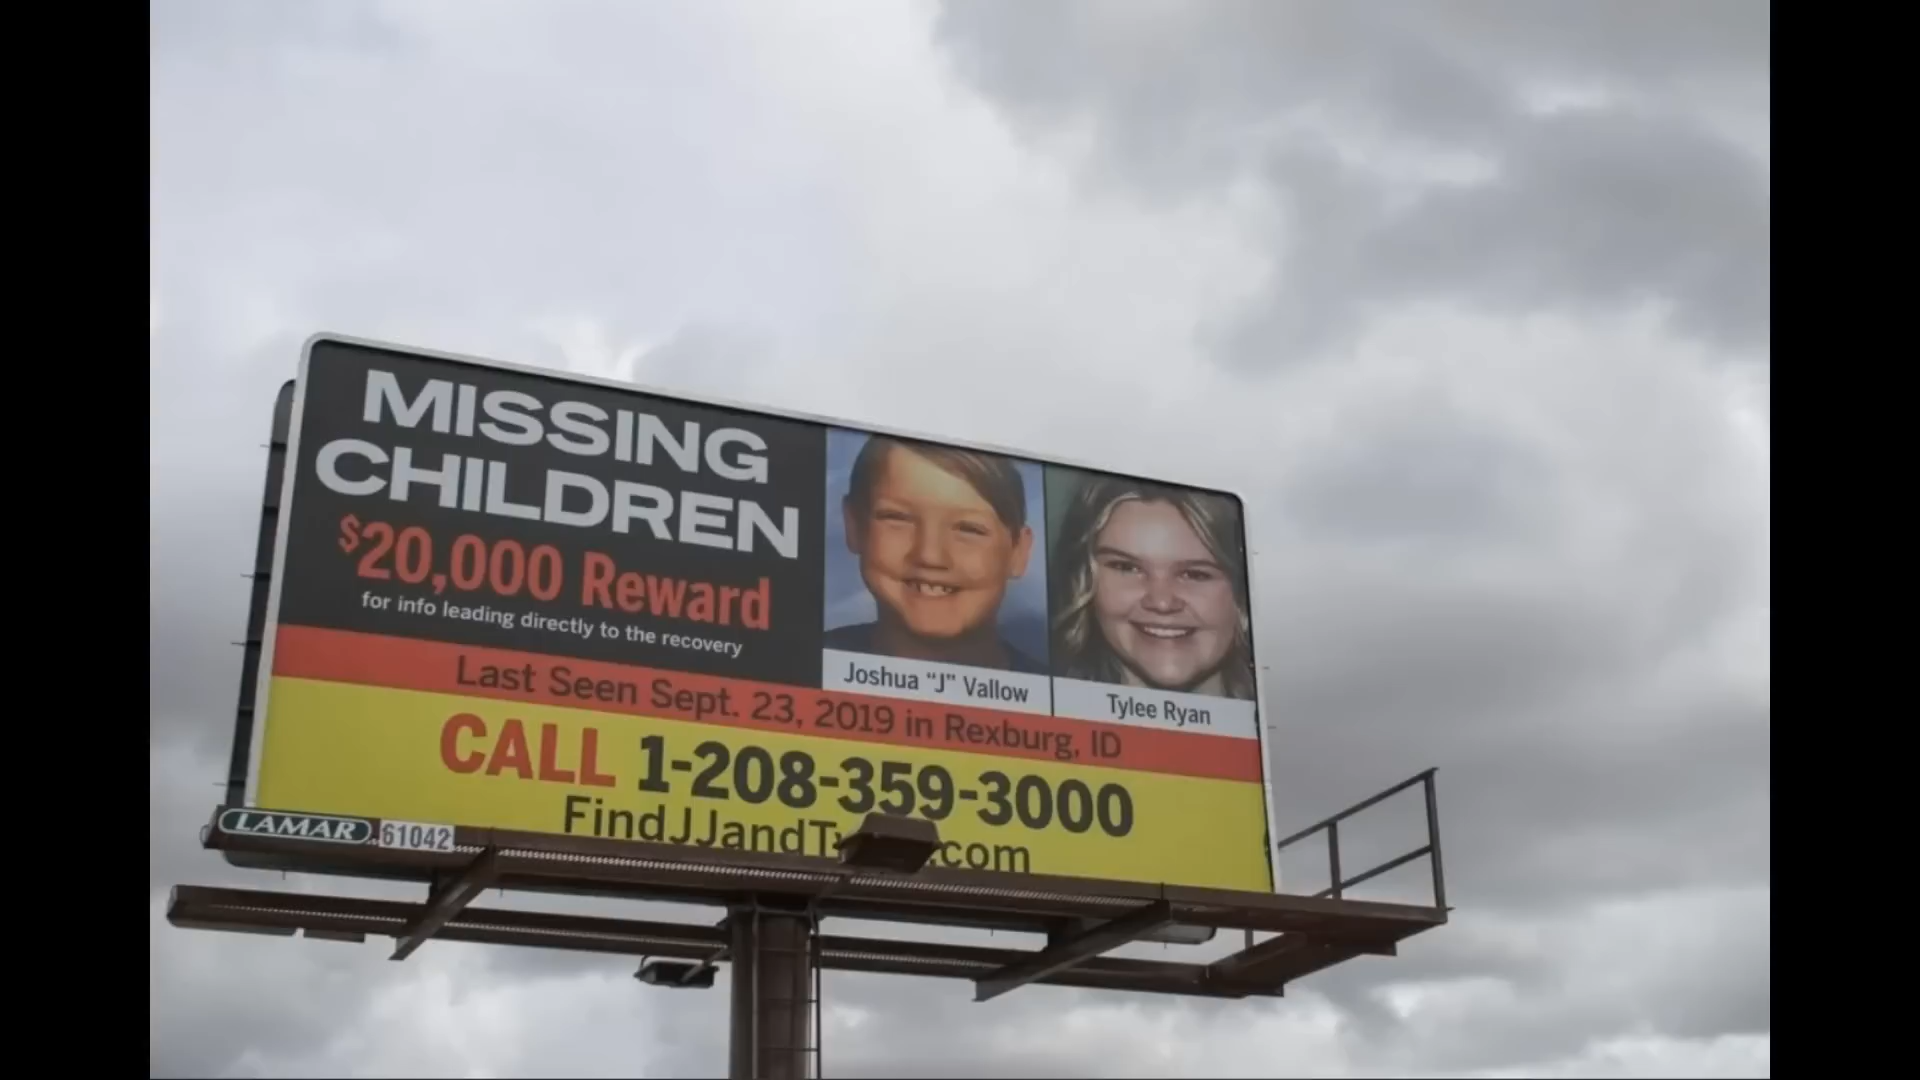 MISSING
CHILDREN
$20,000 Reward
for info leading directly to the recovery
Joshua "J" Vallow
Tylee Ryan
Last Seen Sept. 23, 2019 in Rexburg, ID
CALL 1-208-359-3000
FindJJandT .com
LAMAR 61042